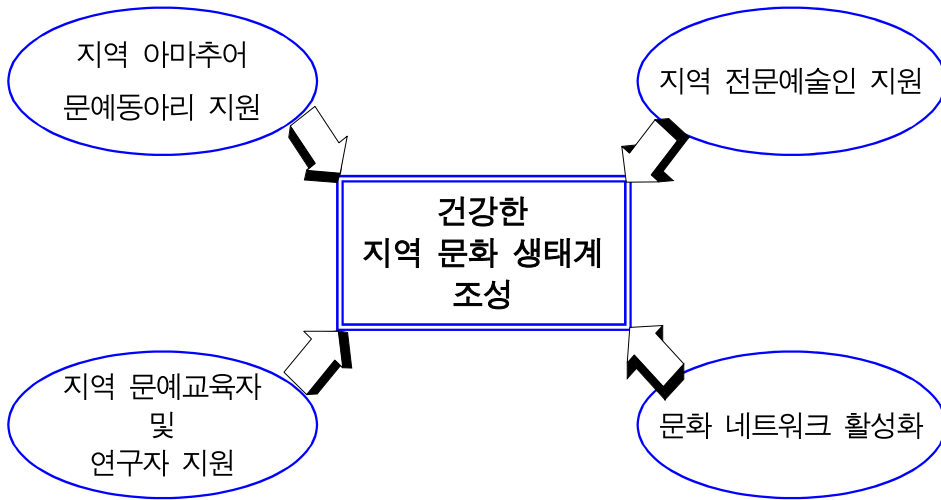 지역 아마추어
문예동아리 지원
지역 전문예술인 지원
건강한
지역 문화 생태계
조성
지역 문예교육자
및
연구자 지원
문화 네트워크 활성화